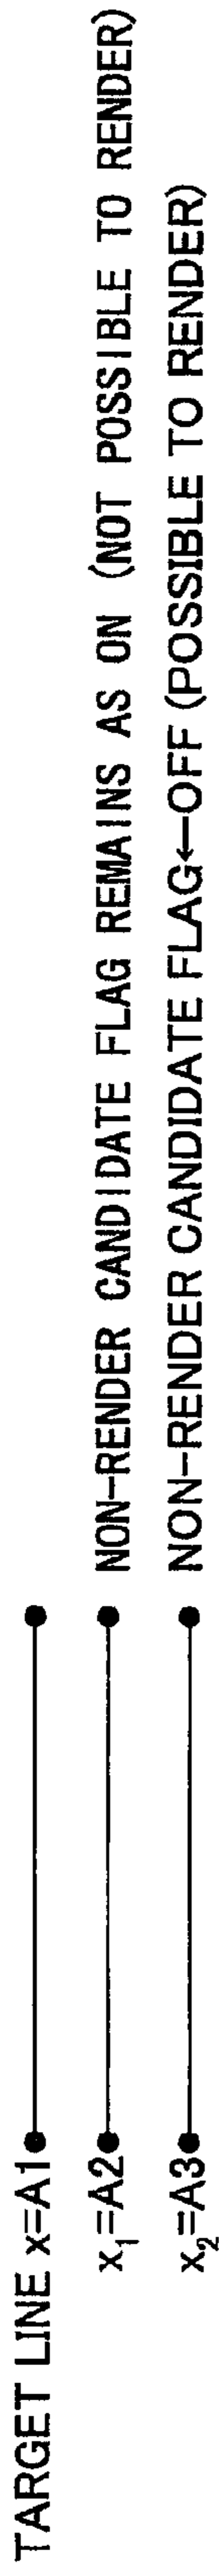 TARGET LINE x=A1
x₁=A2 NON-RENDER CANDIDATE FLAG REMAINS AS ON (NOT POSSIBLE TO RENDER)
x₂=A3 NON-RENDER CANDIDATE FLAG←OFF (POSSIBLE TO RENDER)